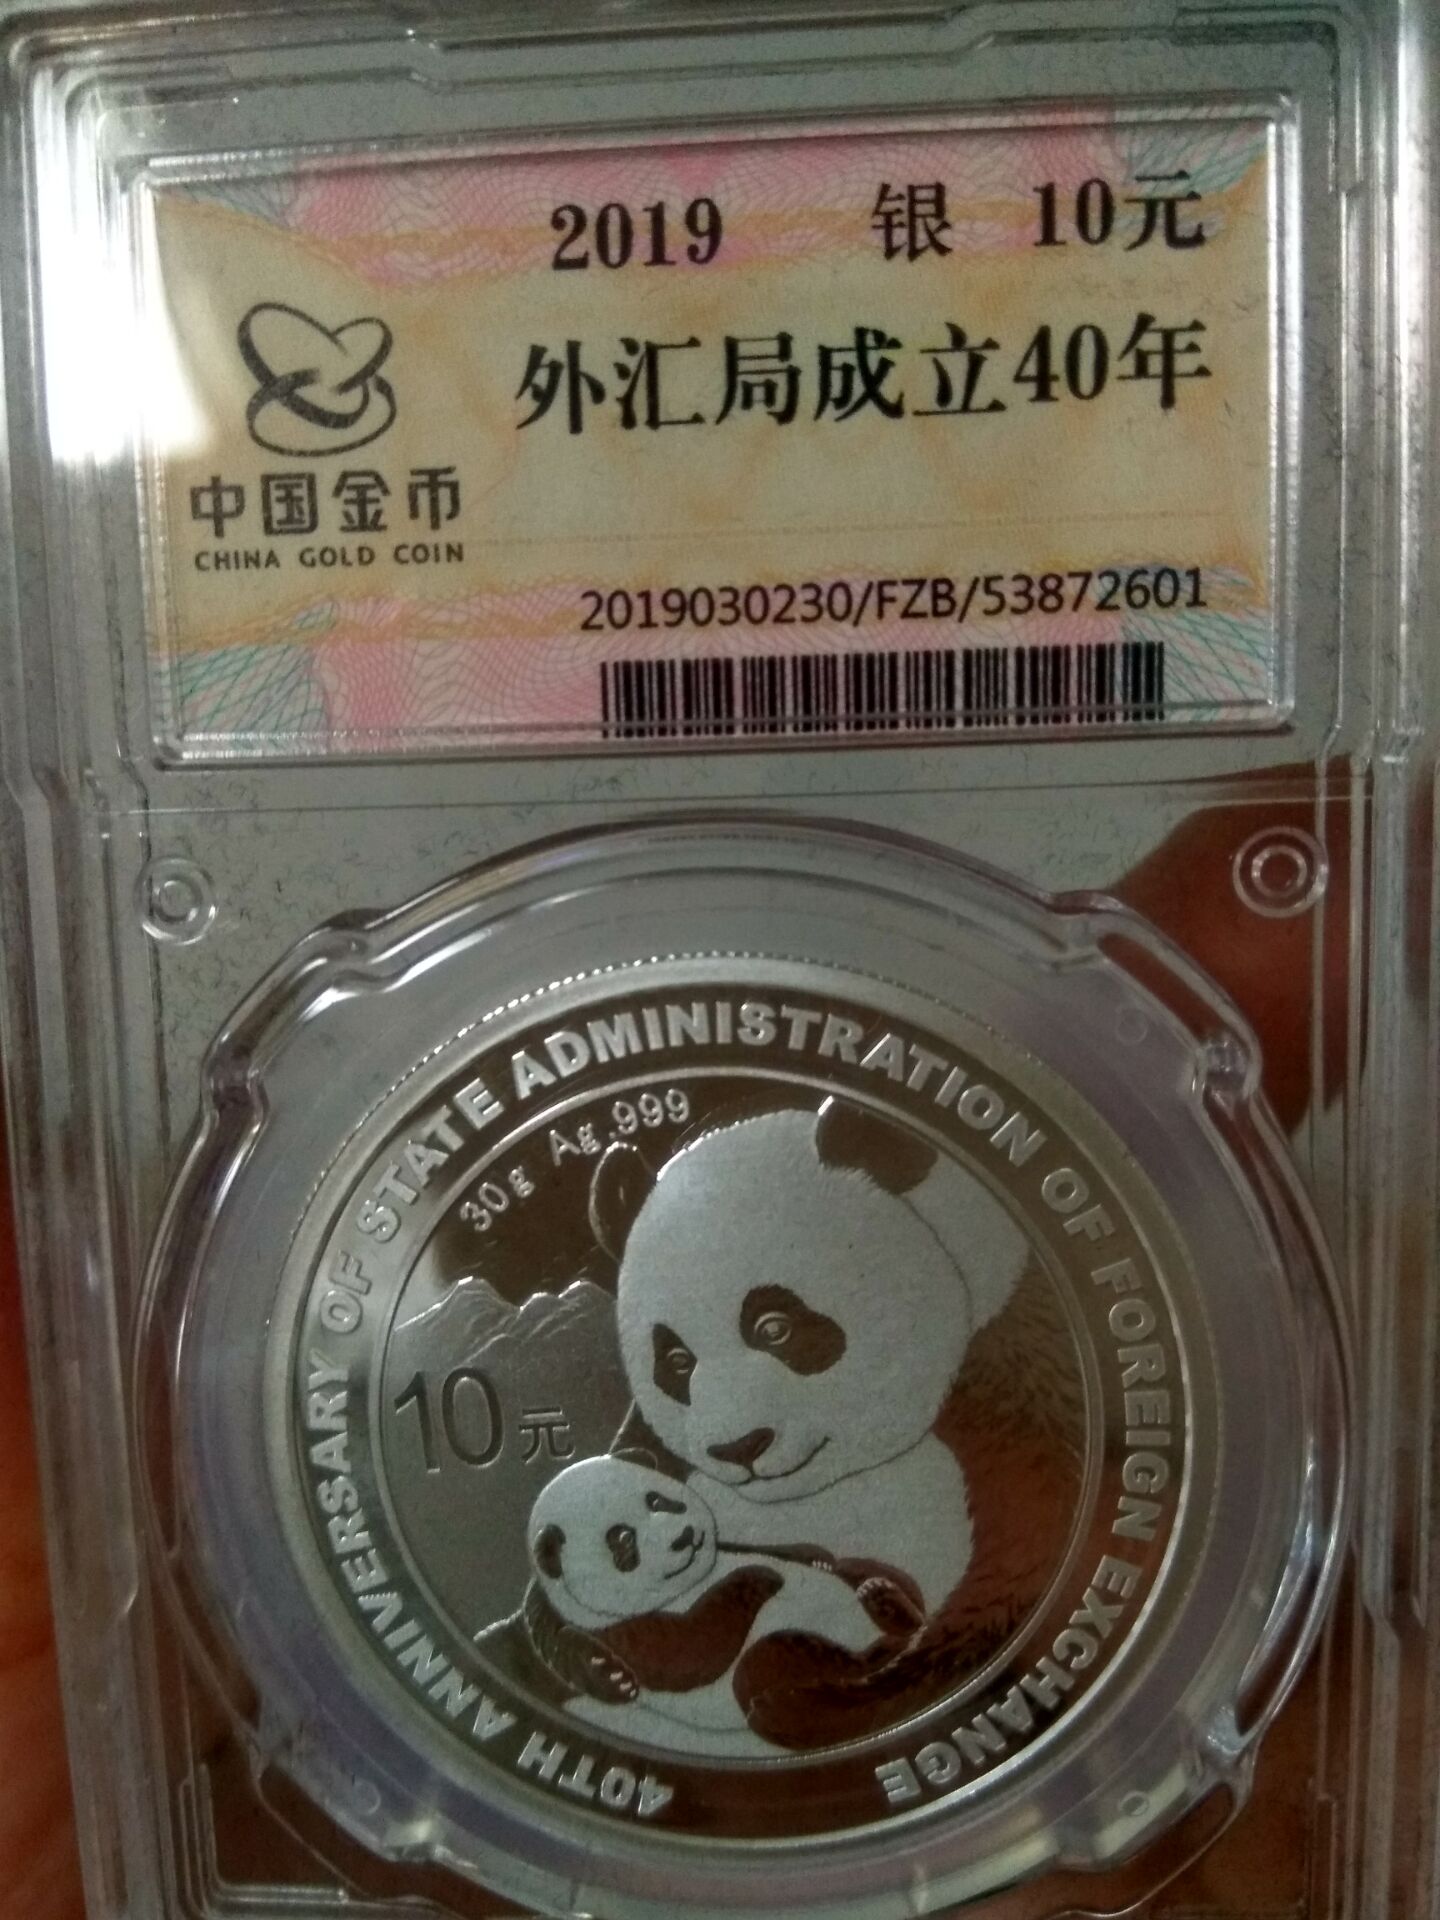 2019 银 10元
外汇局成立40年
中国金币
CHINA GOLD COIN
2019030230/FZB/53872601
40TH ANNIVERSARY OF STATE ADMINISTRATION OF FOREIGN EXCHANGE
30g Ag.999
10元